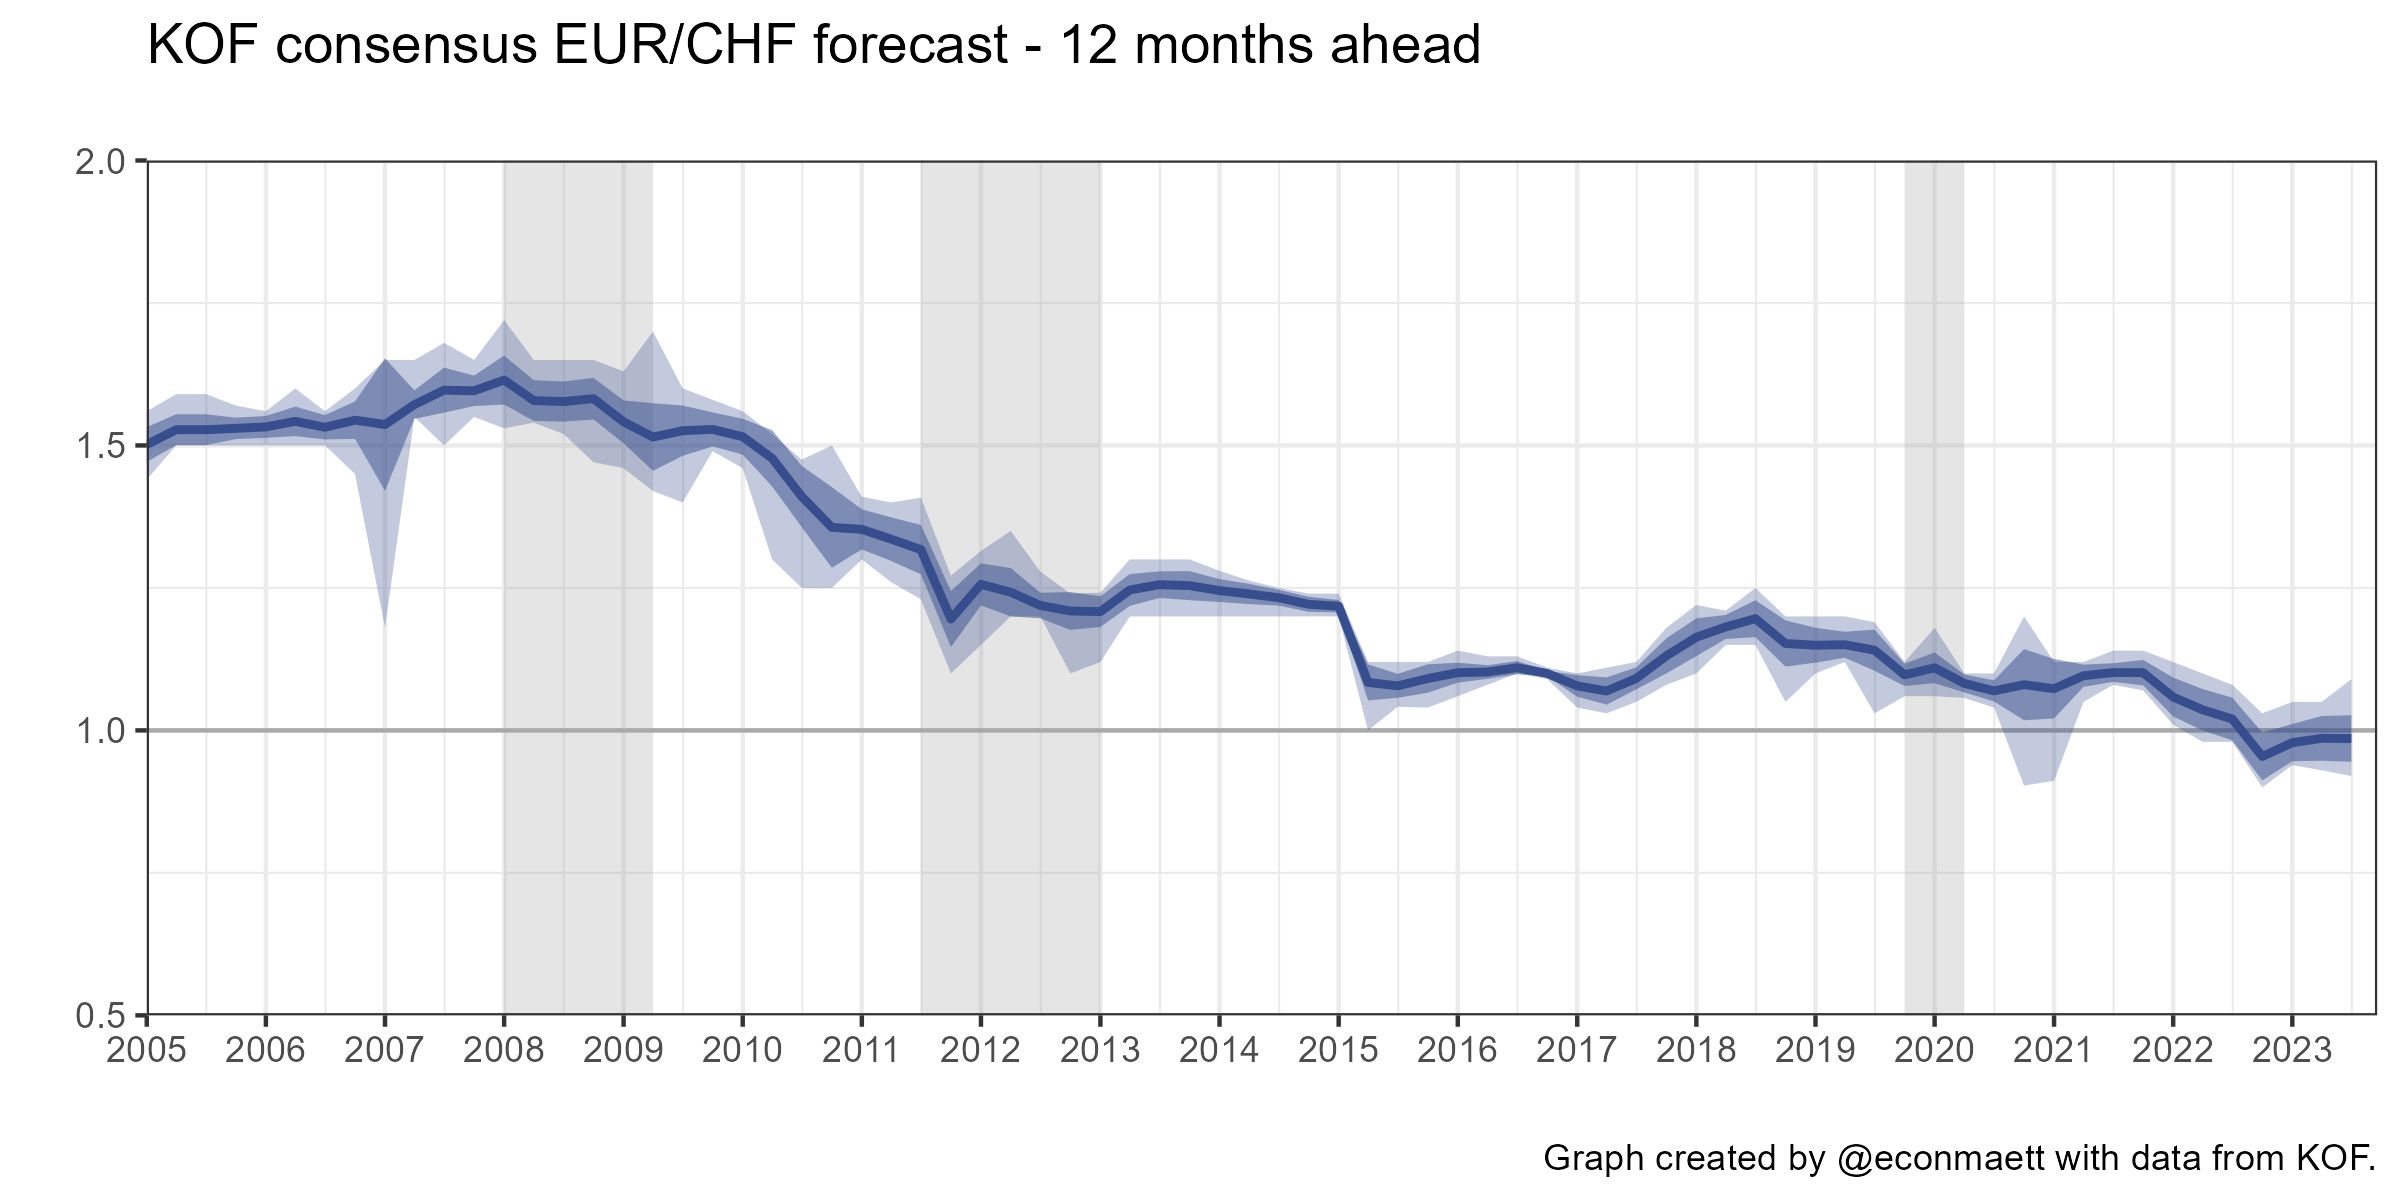 KOF consensus EUR/CHF forecast - 12 months ahead
2.0
1.5
1.0
0.5
2005 2006 2007 2008 2009 2010 2011 2012 2013 2014 2015 2016 2017 2018 2019 2020 2021 2022 2023
Graph created by @econmaett with data from KOF.